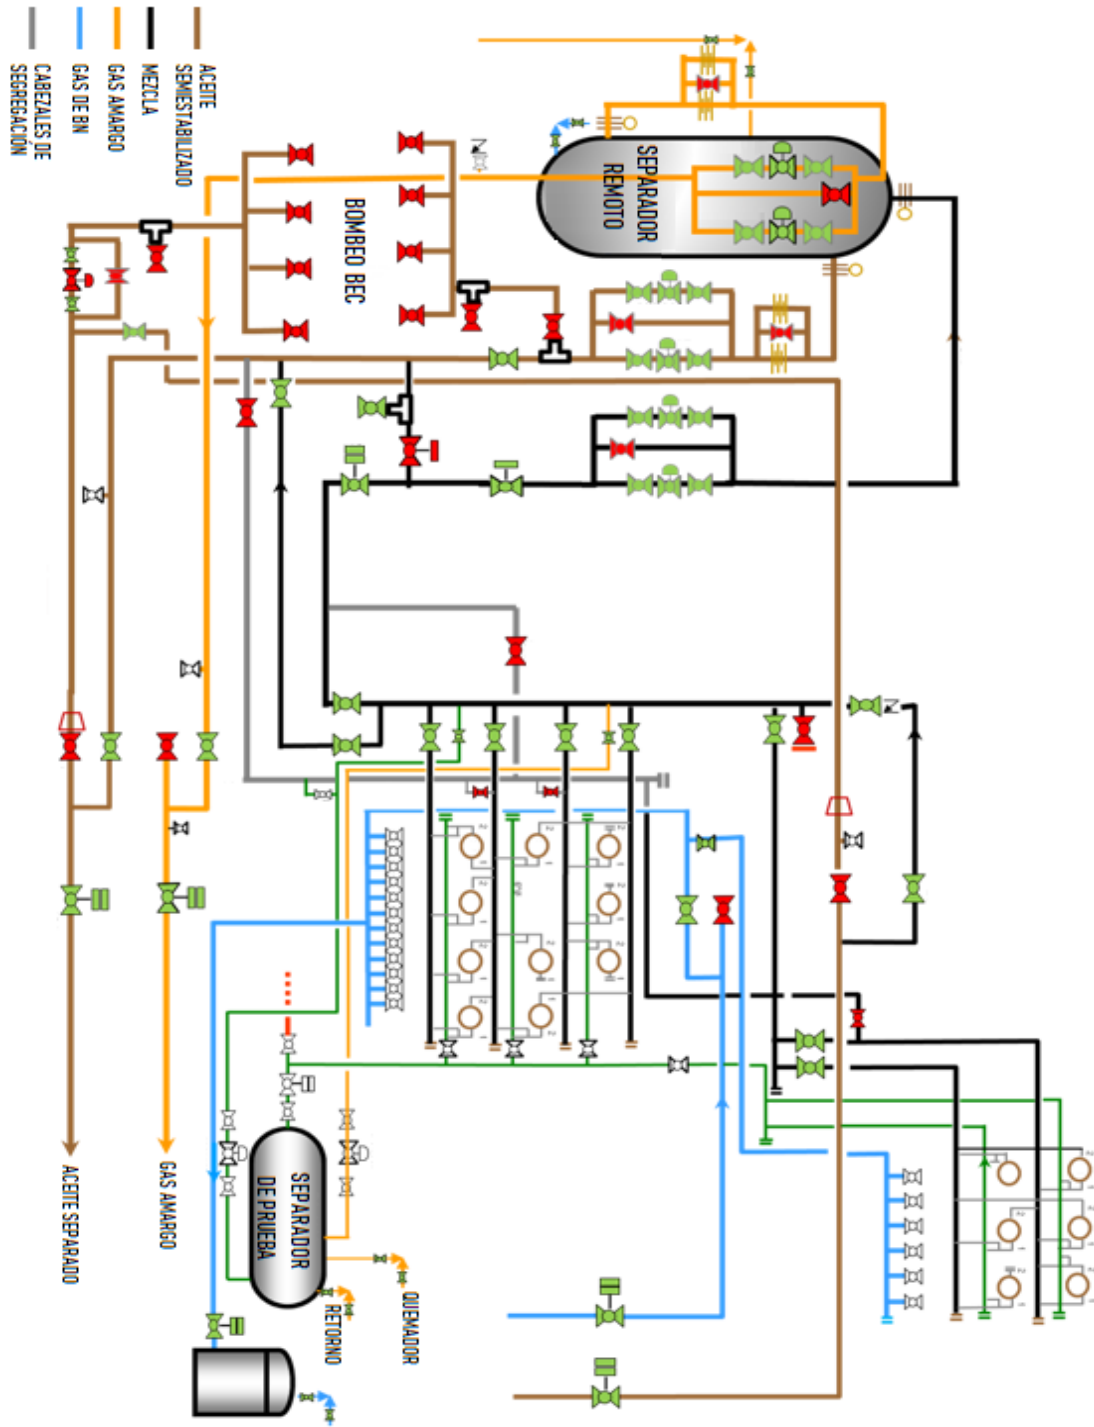 ACEITE
SEMIESTABILIZADO
MEZCLA
GAS AMARGO
GAS DE BN
CABEZALES DE
SEGREGACIÓN
SEPARADOR
REMOTO
BOMBEO BEC
SEPARADOR
DE PRUEBA
QUEMADOR
RETORNO
GAS AMARGO
ACEITE SEPARADO